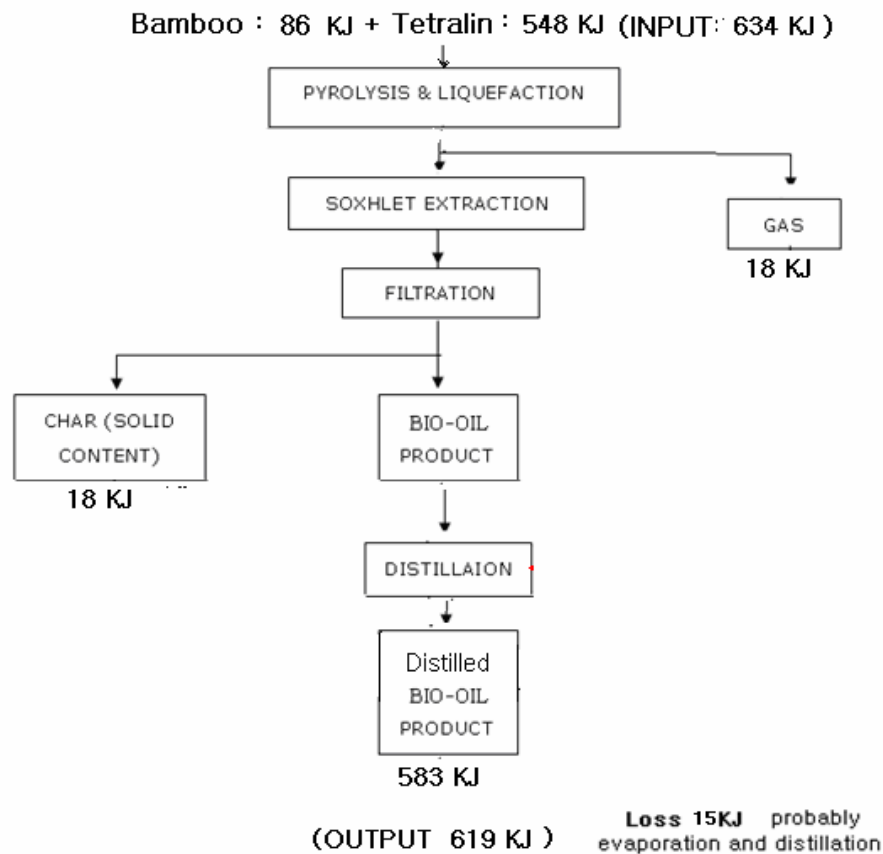 Bamboo : 86 KJ + Tetralin : 548 KJ (INPUT: 634 KJ )
PYROLYSIS & LIQUEFACTION
SOXHLET EXTRACTION
GAS
18 KJ
FILTRATION
CHAR (SOLID
CONTENT)
18 KJ
BIO-OIL
PRODUCT
DISTILLAION
Distilled
BIO-OIL
PRODUCT
583 KJ
(OUTPUT 619 KJ )
Loss 15KJ probably
evaporation and distillation